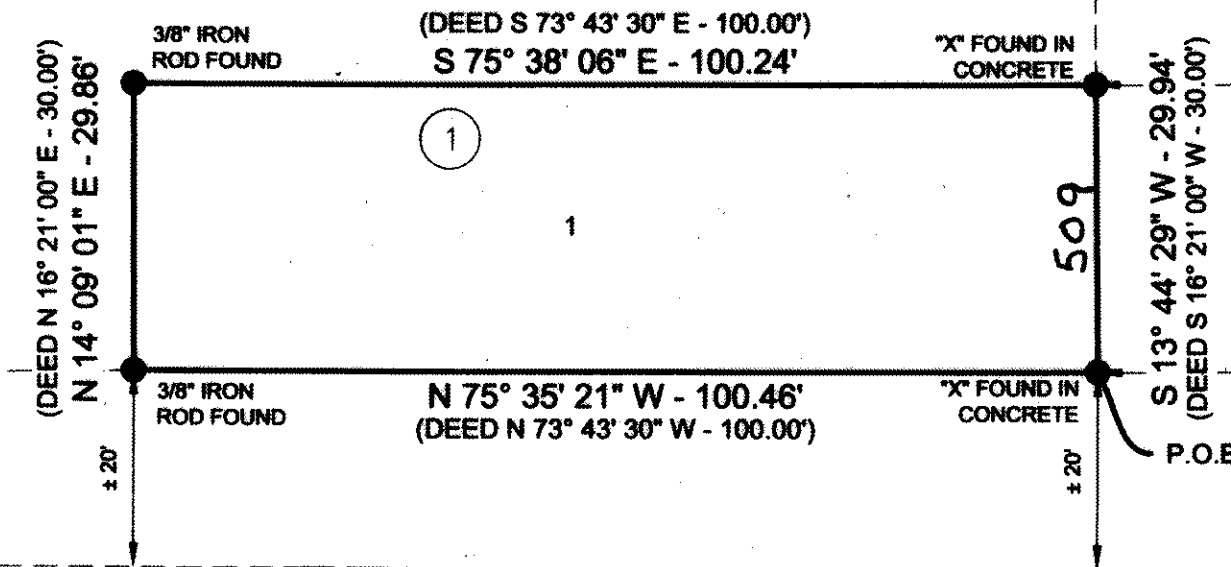 (DEED S 73° 43' 30" E - 100.00')
S 75° 38' 06" E - 100.24'
3/8" IRON
ROD FOUND
"X" FOUND IN
CONCRETE
(DEED N 16° 21' 00" E - 30.00')
N 14° 09' 01" E - 29.86'
1
1
509
S 13° 44' 29" W - 29.94'
(DEED S 16° 21' 00" W - 30.00')
3/8" IRON
ROD FOUND
N 75° 35' 21" W - 100.46'
(DEED N 73° 43' 30" W - 100.00')
"X" FOUND IN
CONCRETE
P.O.B
± 20'
± 20'